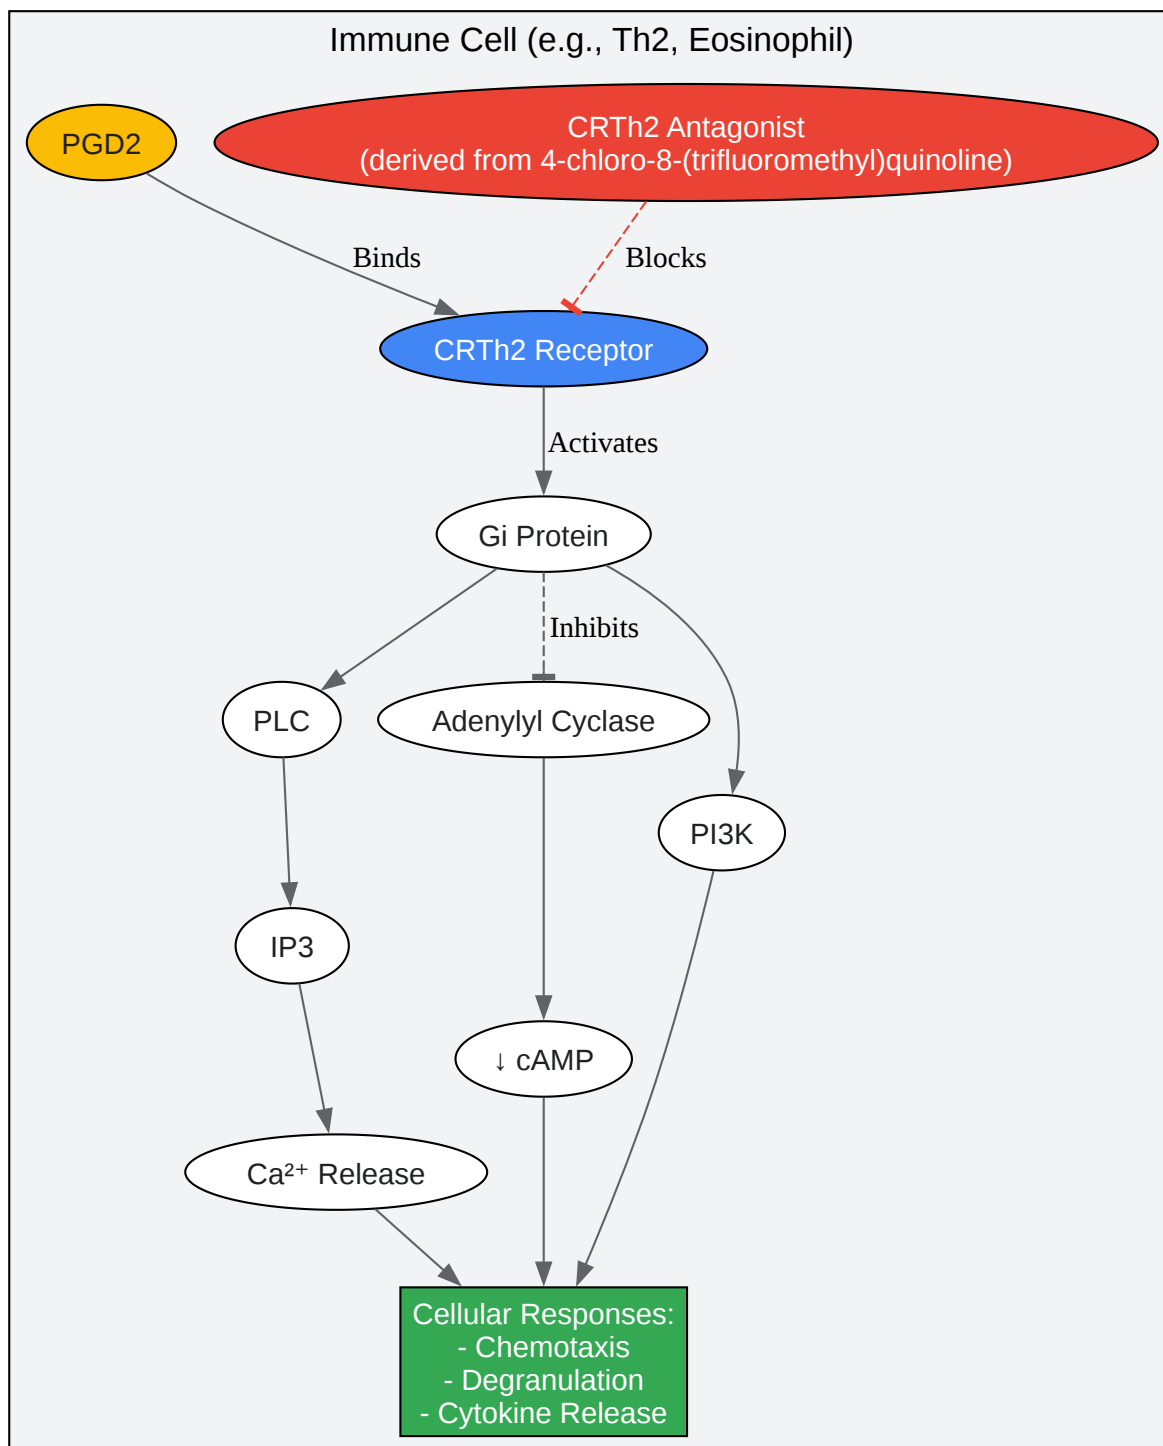 Immune Cell (e.g., Th2, Eosinophil)
PGD2
CRTh2 Antagonist
(derived from 4-chloro-8-(trifluoromethyl)quinoline)
Binds
Blocks
CRTh2 Receptor
Activates
Gi Protein
Inhibits
PLC
Adenylyl Cyclase
PI3K
IP3
↓ cAMP
Ca²⁺ Release
Cellular Responses:
- Chemotaxis
- Degranulation
- Cytokine Release